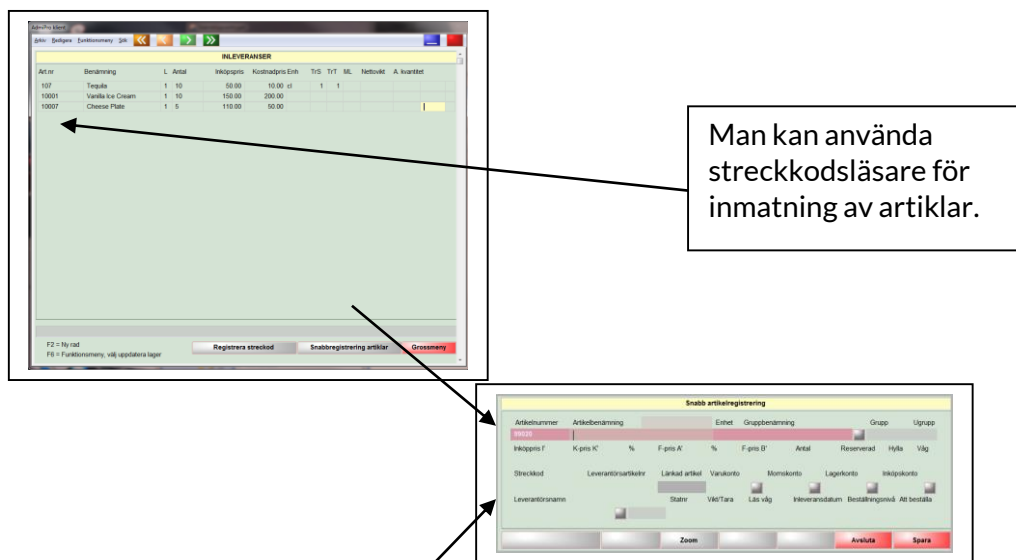 Arkiv Redigera Funktionsmeny Sök
INLEVERANSER
Art.nr Benämning L Antal Inköpspris Kostnadpris Enh TrS TrT ML Nettovikt A. kvantitet
107 Tequila 1 10 50.00 10.00 cl 1 1
10001 Vanilla Ice Cream 1 10 150.00 200.00
10007 Cheese Plate 1 5 110.00 50.00
F2 = Ny rad
F6 = Funktionsmeny, välj uppdatera lager
Registrera streckod Snabbregistrering artiklar Grossmeny
Man kan använda
streckkodsläsare för
inmatning av artiklar.
Snabb artikelregistrering
Artikelnummer Artikelbenämning Enhet Gruppbenämning Grupp Ugrupp
Inköppris I' K-pris K' % F-pris A' % F-pris B' Antal Reserverad Hylla Våg
Streckkod Leverantörsartikelnr Länkad artikel Varukonto Momskonto Lagerkonto Inköpskonto
Leverantörsnamn Statnr Vikt/Tara Läs våg Inleveransdatum Beställningsnivå Att beställa
Zoom Avsluta Spara